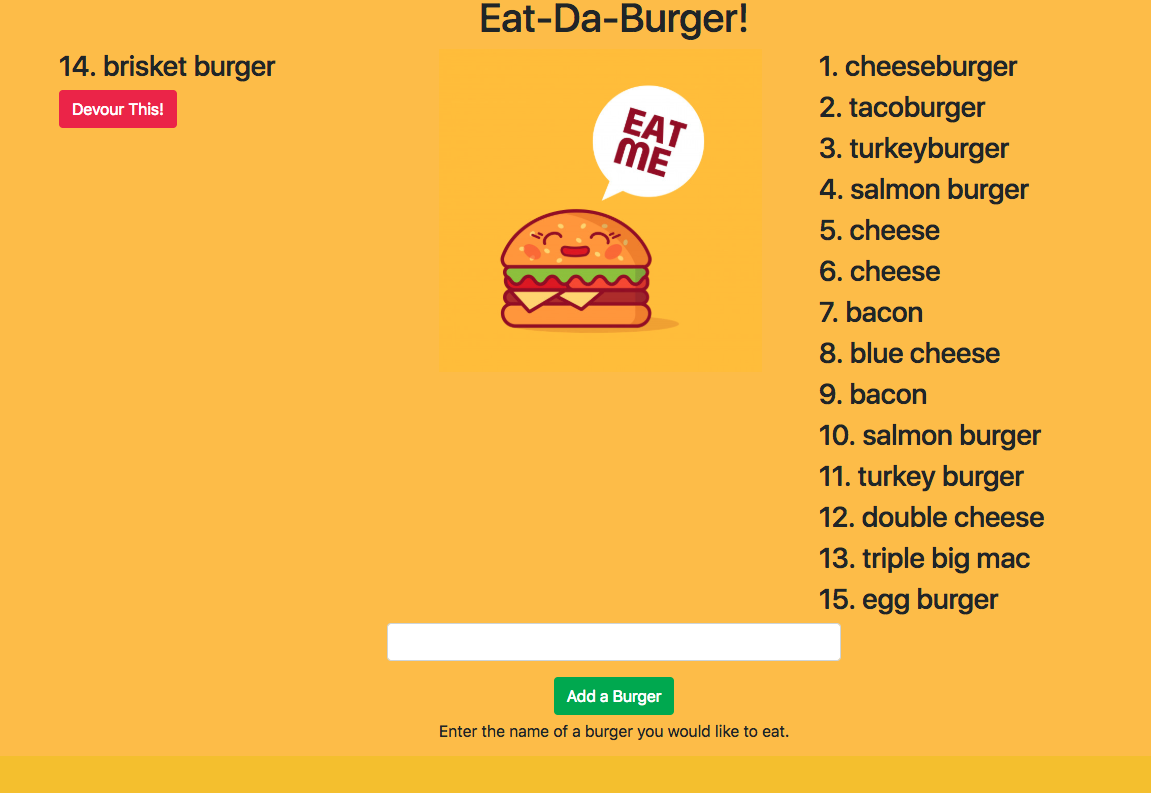 Eat-Da-Burger!
14. brisket burger
Devour This!
EAT
ME
1. cheeseburger
2. tacoburger
3. turkeyburger
4. salmon burger
5. cheese
6. cheese
7. bacon
8. blue cheese
9. bacon
10. salmon burger
11. turkey burger
12. double cheese
13. triple big mac
15. egg burger
Add a Burger
Enter the name of a burger you would like to eat.